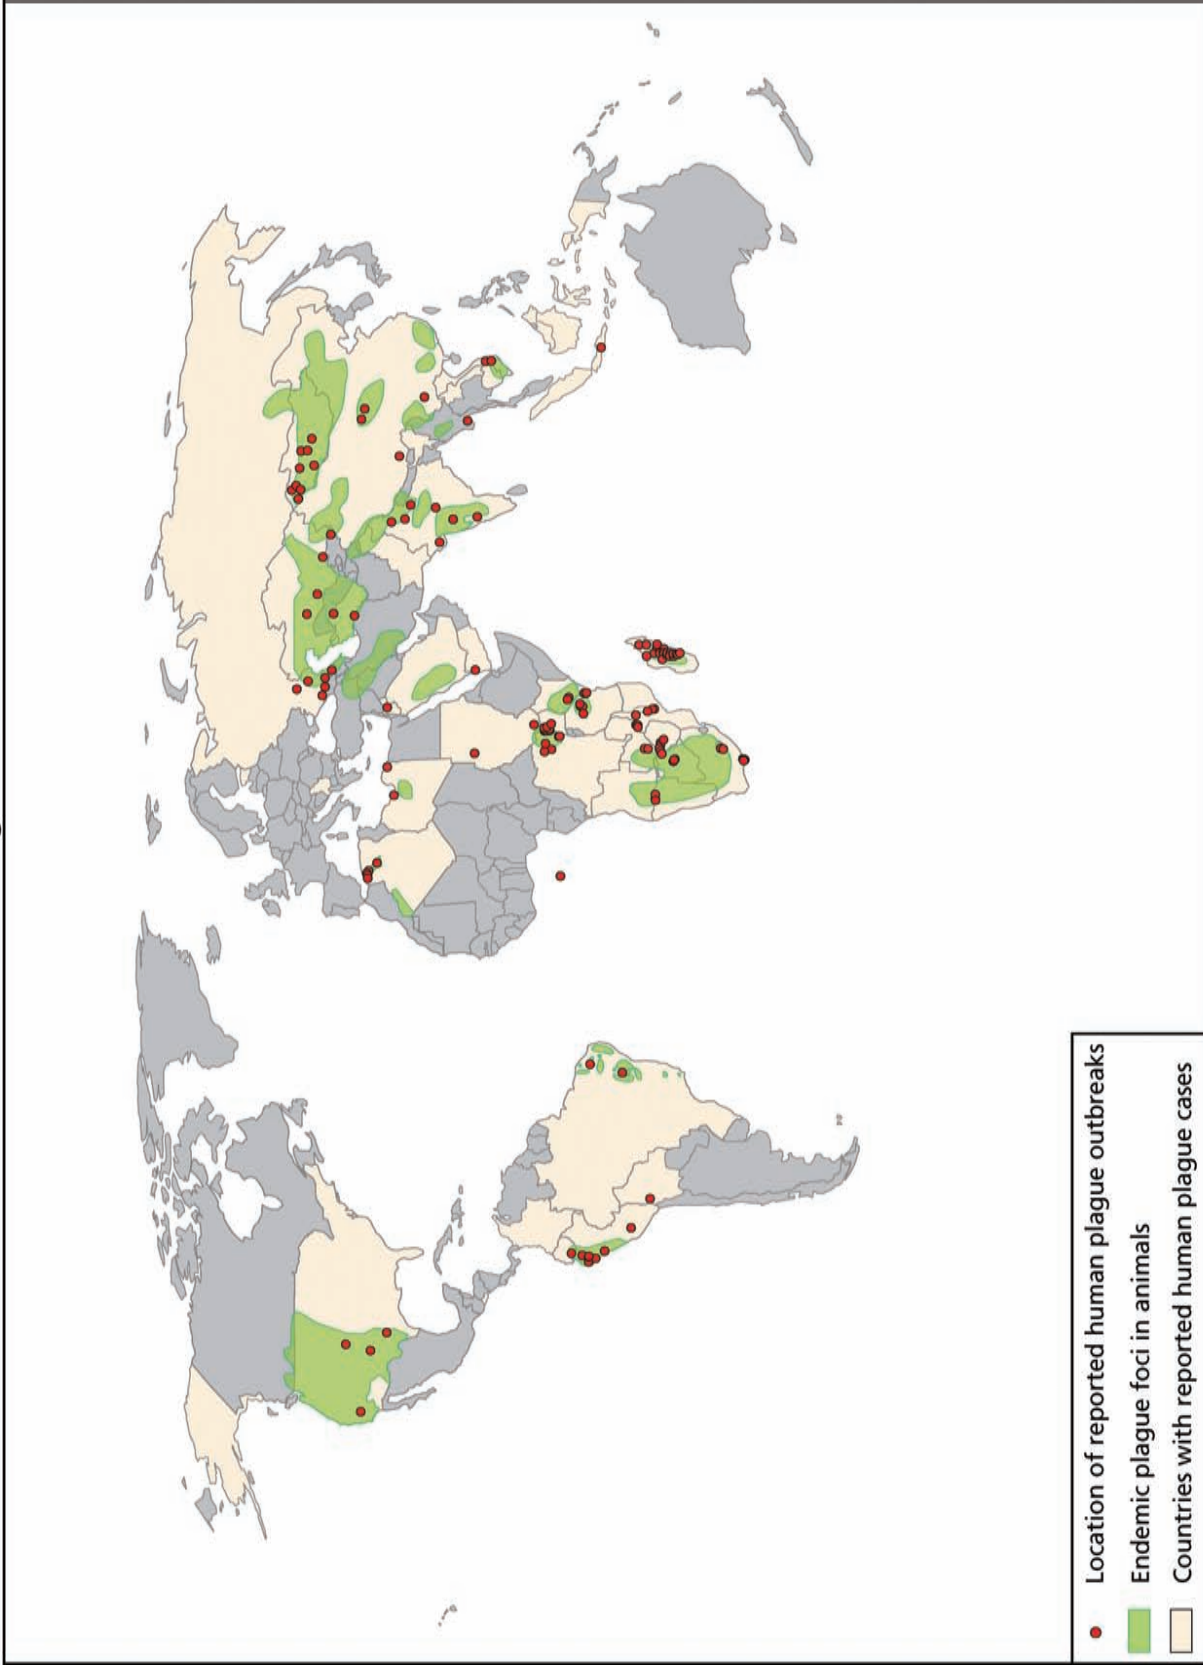 Location of reported human plague outbreaks
Endemic plague foci in animals
Countries with reported human plague cases